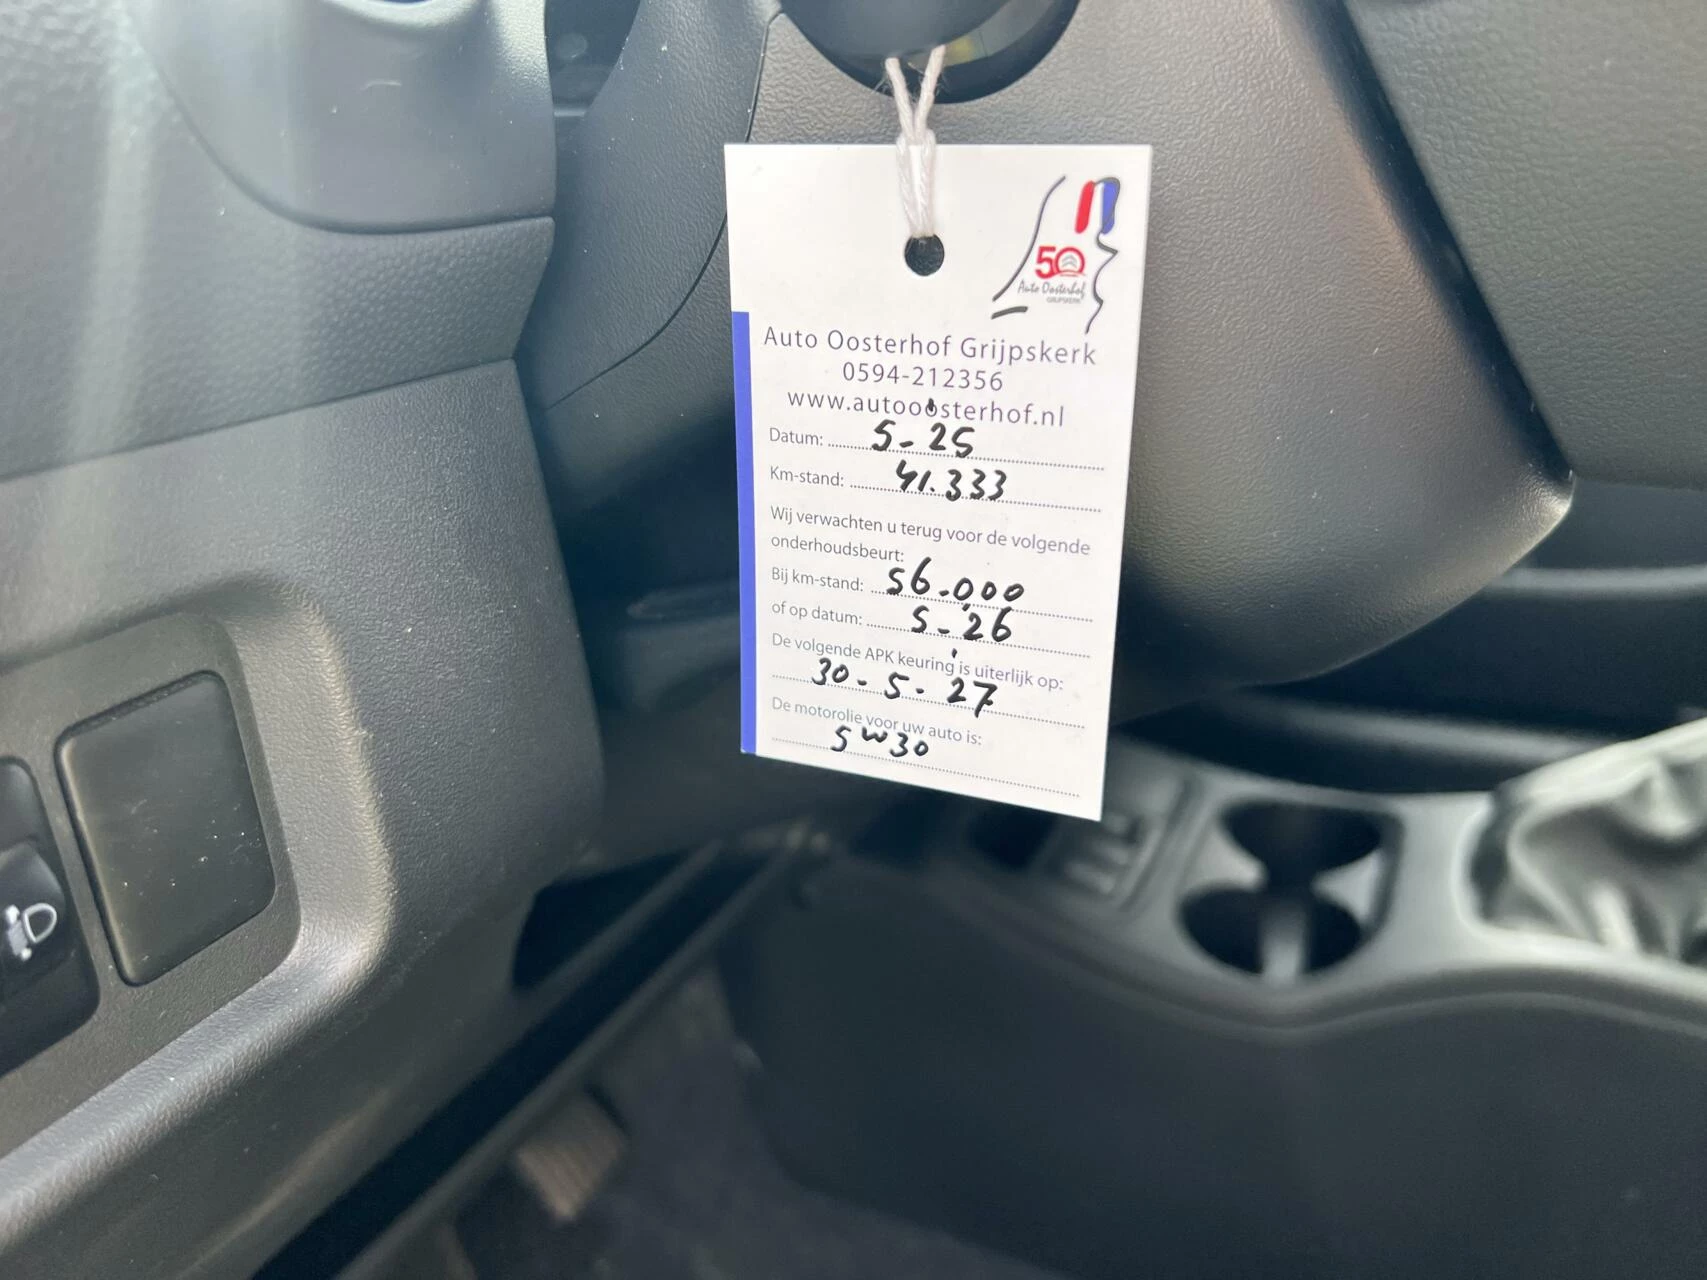 50
Auto Oosterhof
GRIJPSKERK
Auto Oosterhof Grijpskerk
0594-212356
www.autooosterhof.nl
Datum: 5-25
Km-stand: 41.333
Wij verwachten u terug voor de volgende
onderhoudsbeurt:
Bij km-stand: 56.000
of op datum: 5-26
De volgende APK keuring is uiterlijk op:
30-5-27
De motorolie voor uw auto is:
5w30